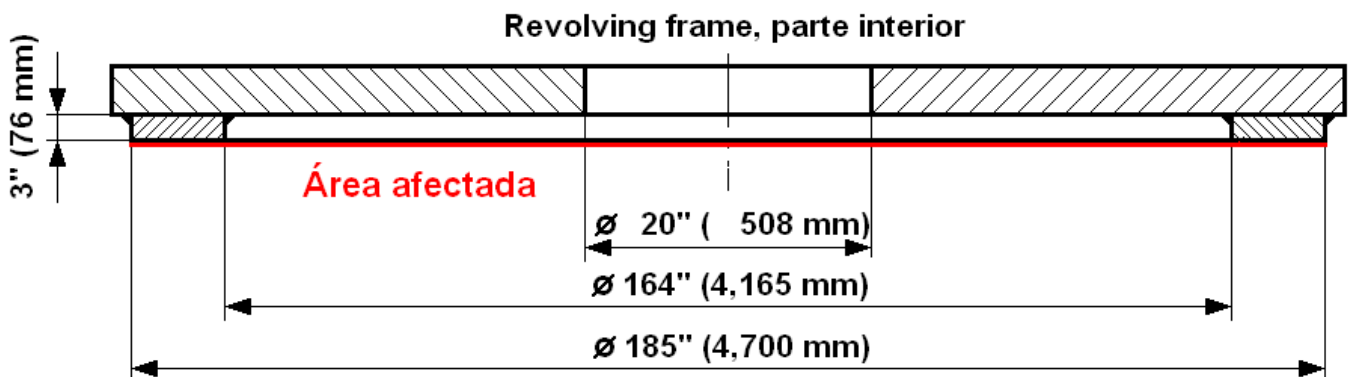 Revolving frame, parte interior
3" (76 mm)
Área afectada
ø 20" ( 508 mm)
ø 164" (4,165 mm)
ø 185" (4,700 mm)